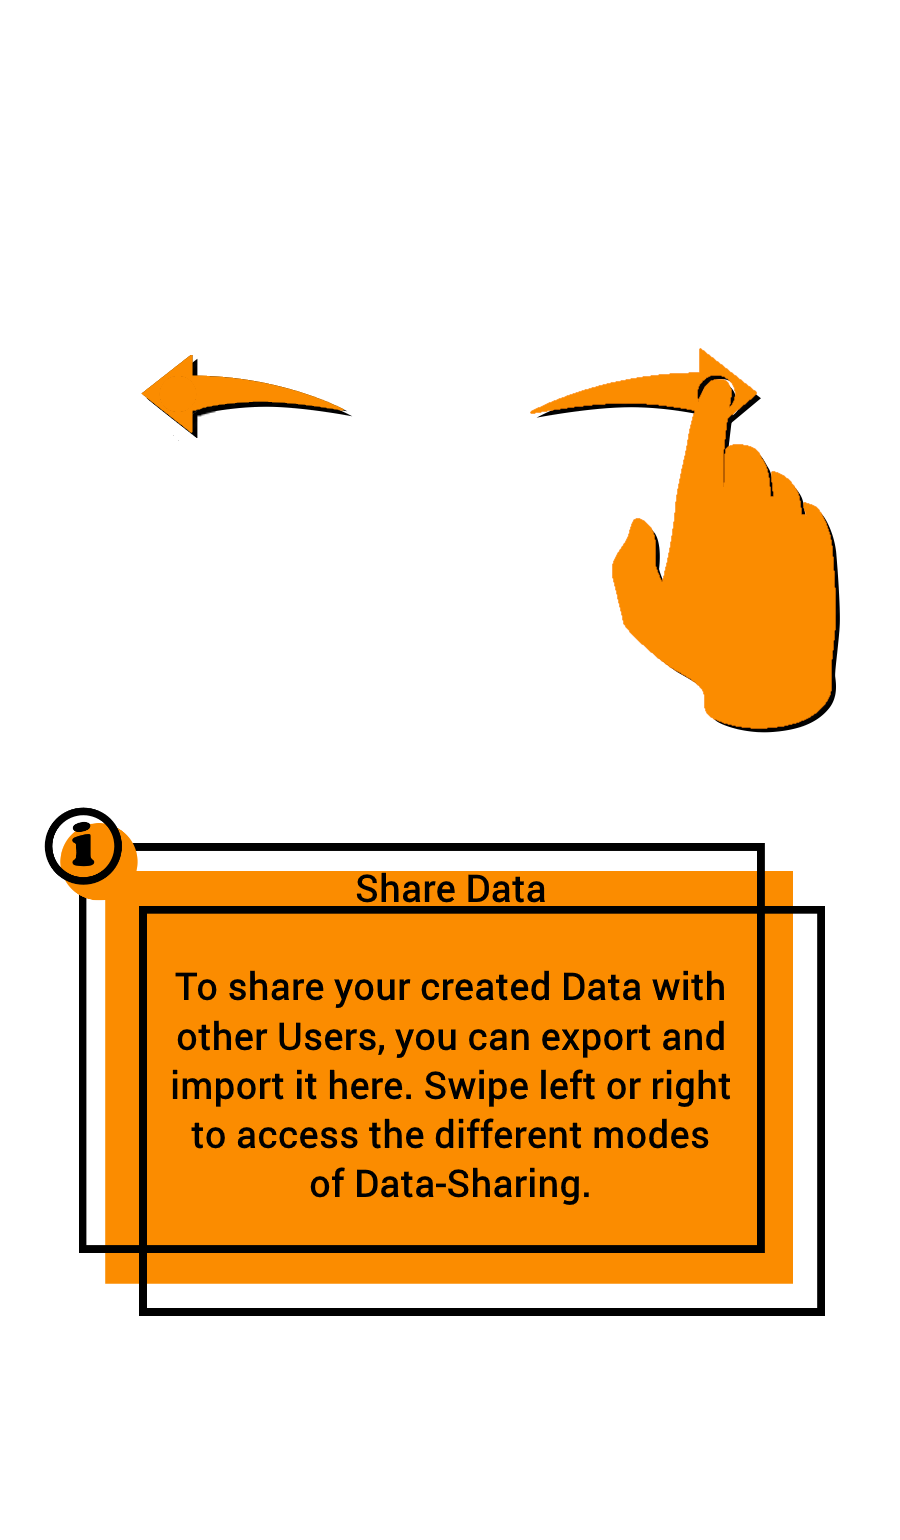 i
Share Data
To share your created Data with
other Users, you can export and
import it here. Swipe left or right
to access the different modes
of Data-Sharing.